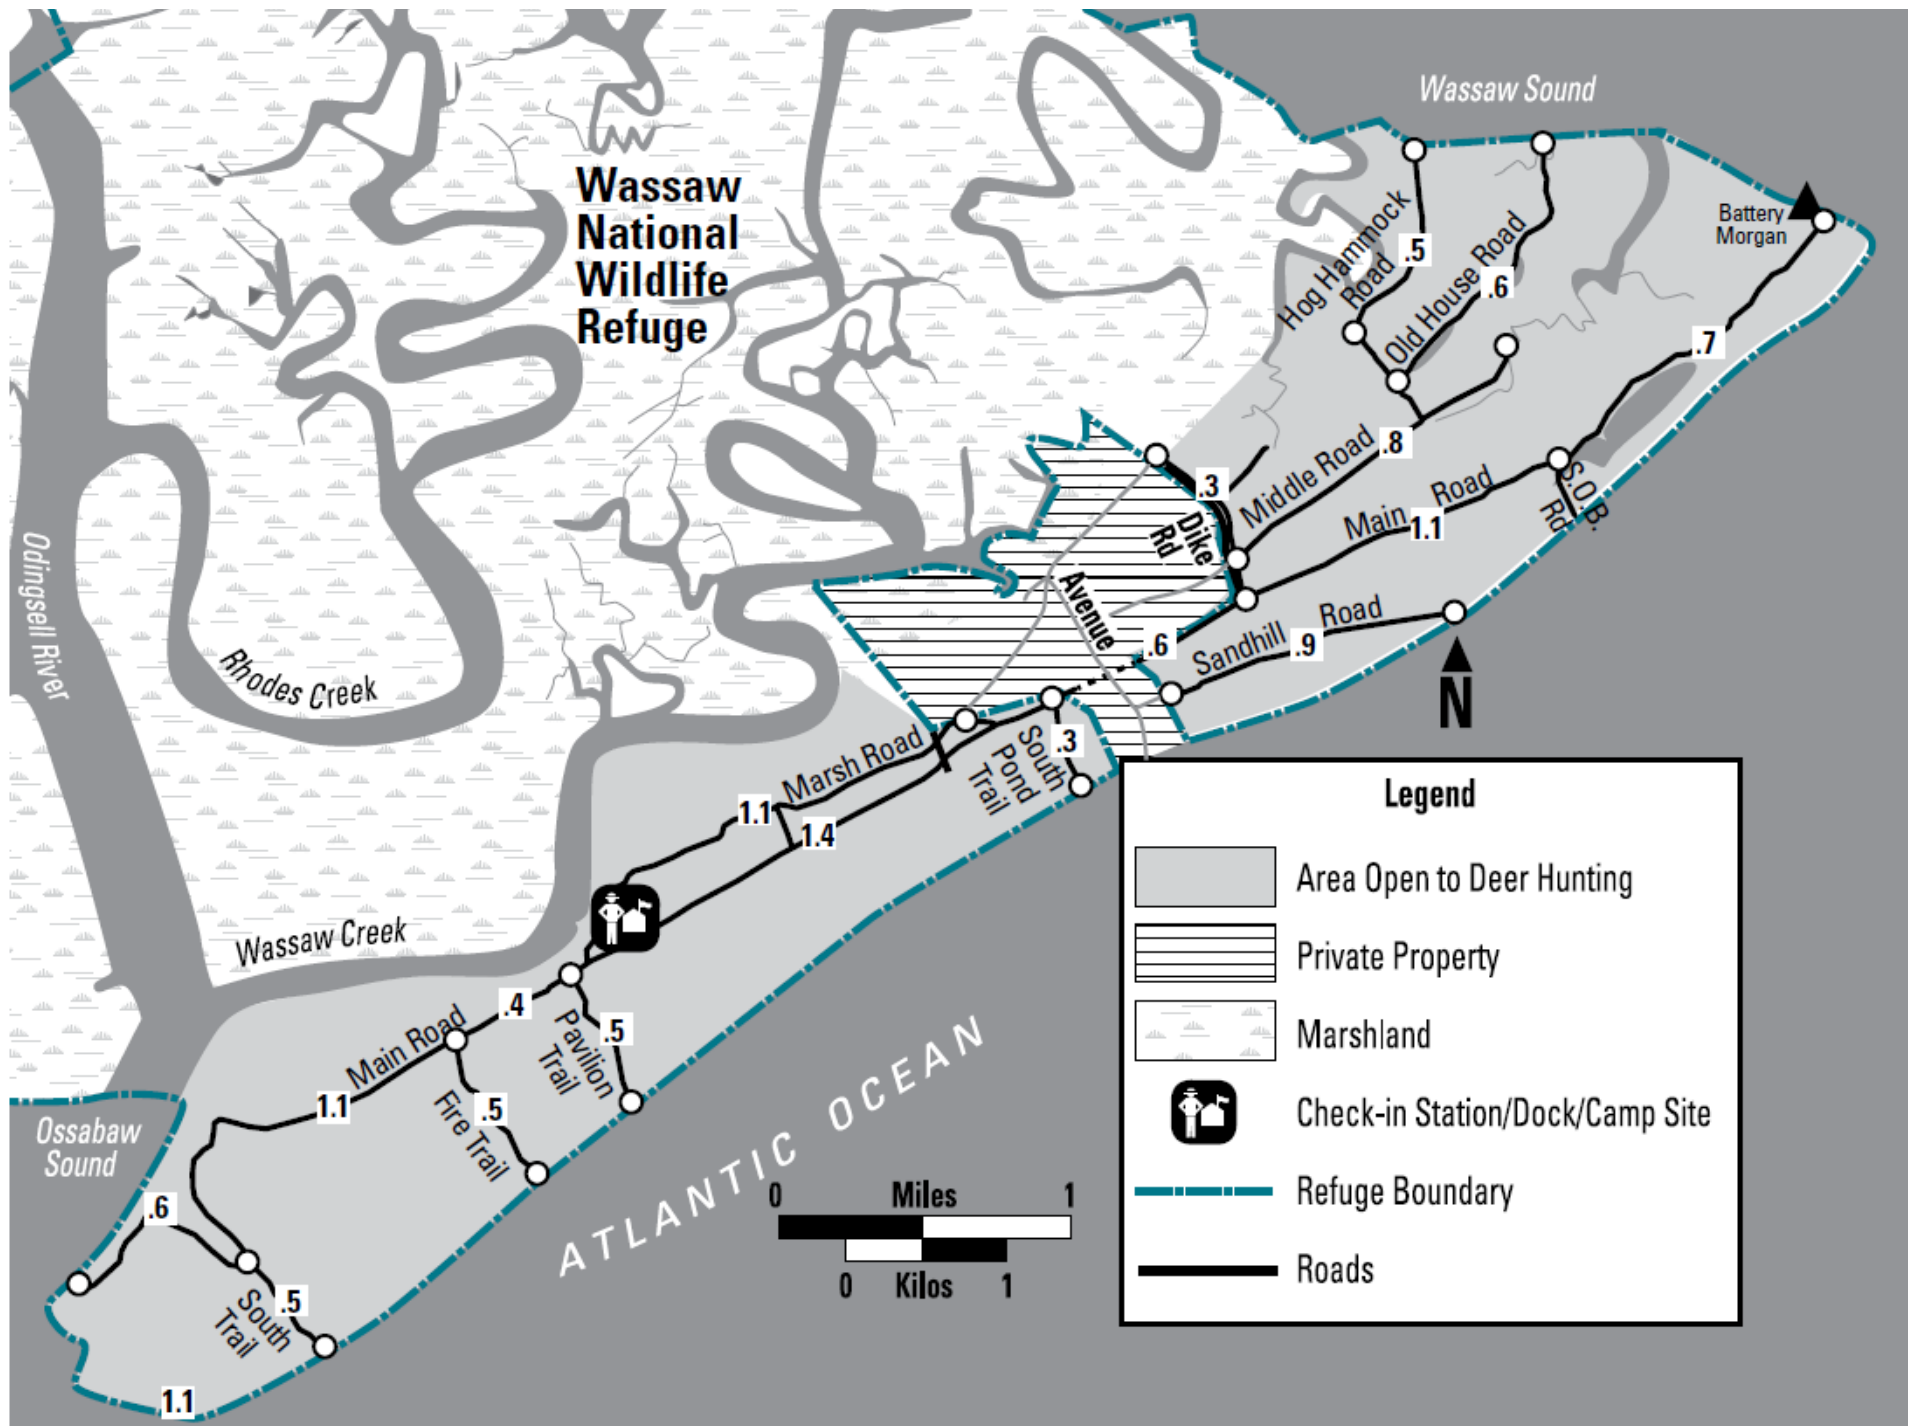 Wassaw Sound
Wassaw
National
Wildlife
Refuge
Battery
Morgan
Hog Hammock
Road
.5
Old House Road
.6
.7
.3
Middle Road
.8
Main Road
1.1
S.O.B.
Rd
Dike
Rd
Avenue
.6
Sandhill Road
.9
N
Odingsell River
Rhodes Creek
Marsh Road
1.1
1.4
South
Pond
Trail
.3
Wassaw Creek
Main Road
.4
1.1
Pavilion
Trail
.5
Fire Trail
.5
Ossabaw
Sound
.6
South
Trail
.5
1.1
ATLANTIC OCEAN
0 Miles 1
0 Kilos 1
Legend
Area Open to Deer Hunting
Private Property
Marshland
Check-in Station/Dock/Camp Site
Refuge Boundary
Roads